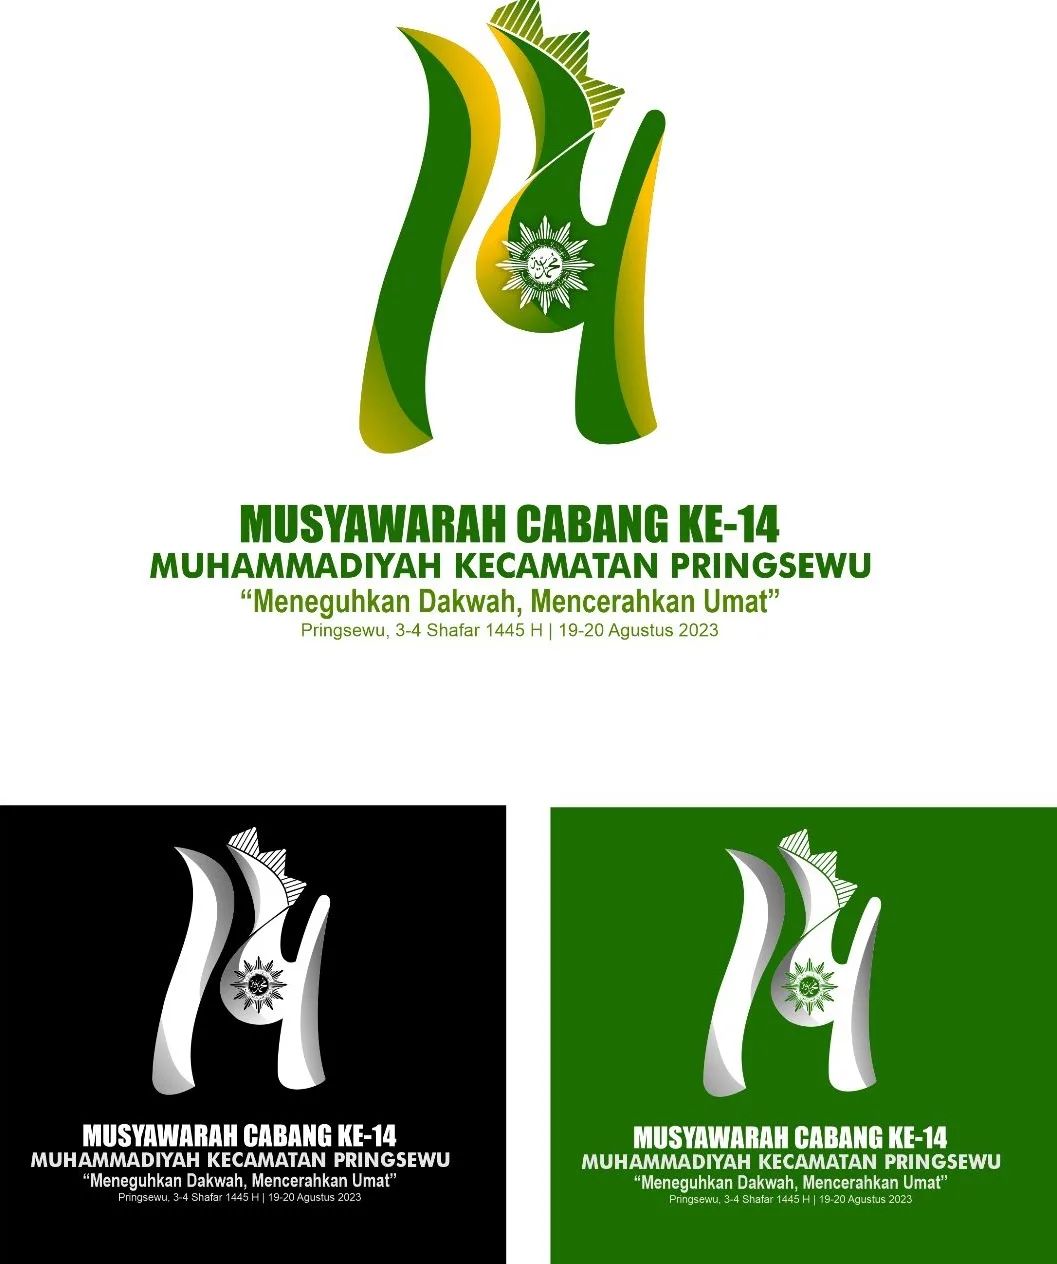 MUSYAWARAH CABANG KE-14
MUHAMMADIYAH KECAMATAN PRINGSEWU
“Meneguhkan Dakwah, Mencerahkan Umat”
Pringsewu, 3-4 Shafar 1445 H | 19-20 Agustus 2023
MUSYAWARAH CABANG KE-14
MUHAMMADIYAH KECAMATAN PRINGSEWU
“Meneguhkan Dakwah, Mencerahkan Umat”
Pringsewu, 3-4 Shafar 1445 H | 19-20 Agustus 2023
MUSYAWARAH CABANG KE-14
MUHAMMADIYAH KECAMATAN PRINGSEWU
“Meneguhkan Dakwah, Mencerahkan Umat”
Pringsewu, 3-4 Shafar 1445 H | 19-20 Agustus 2023